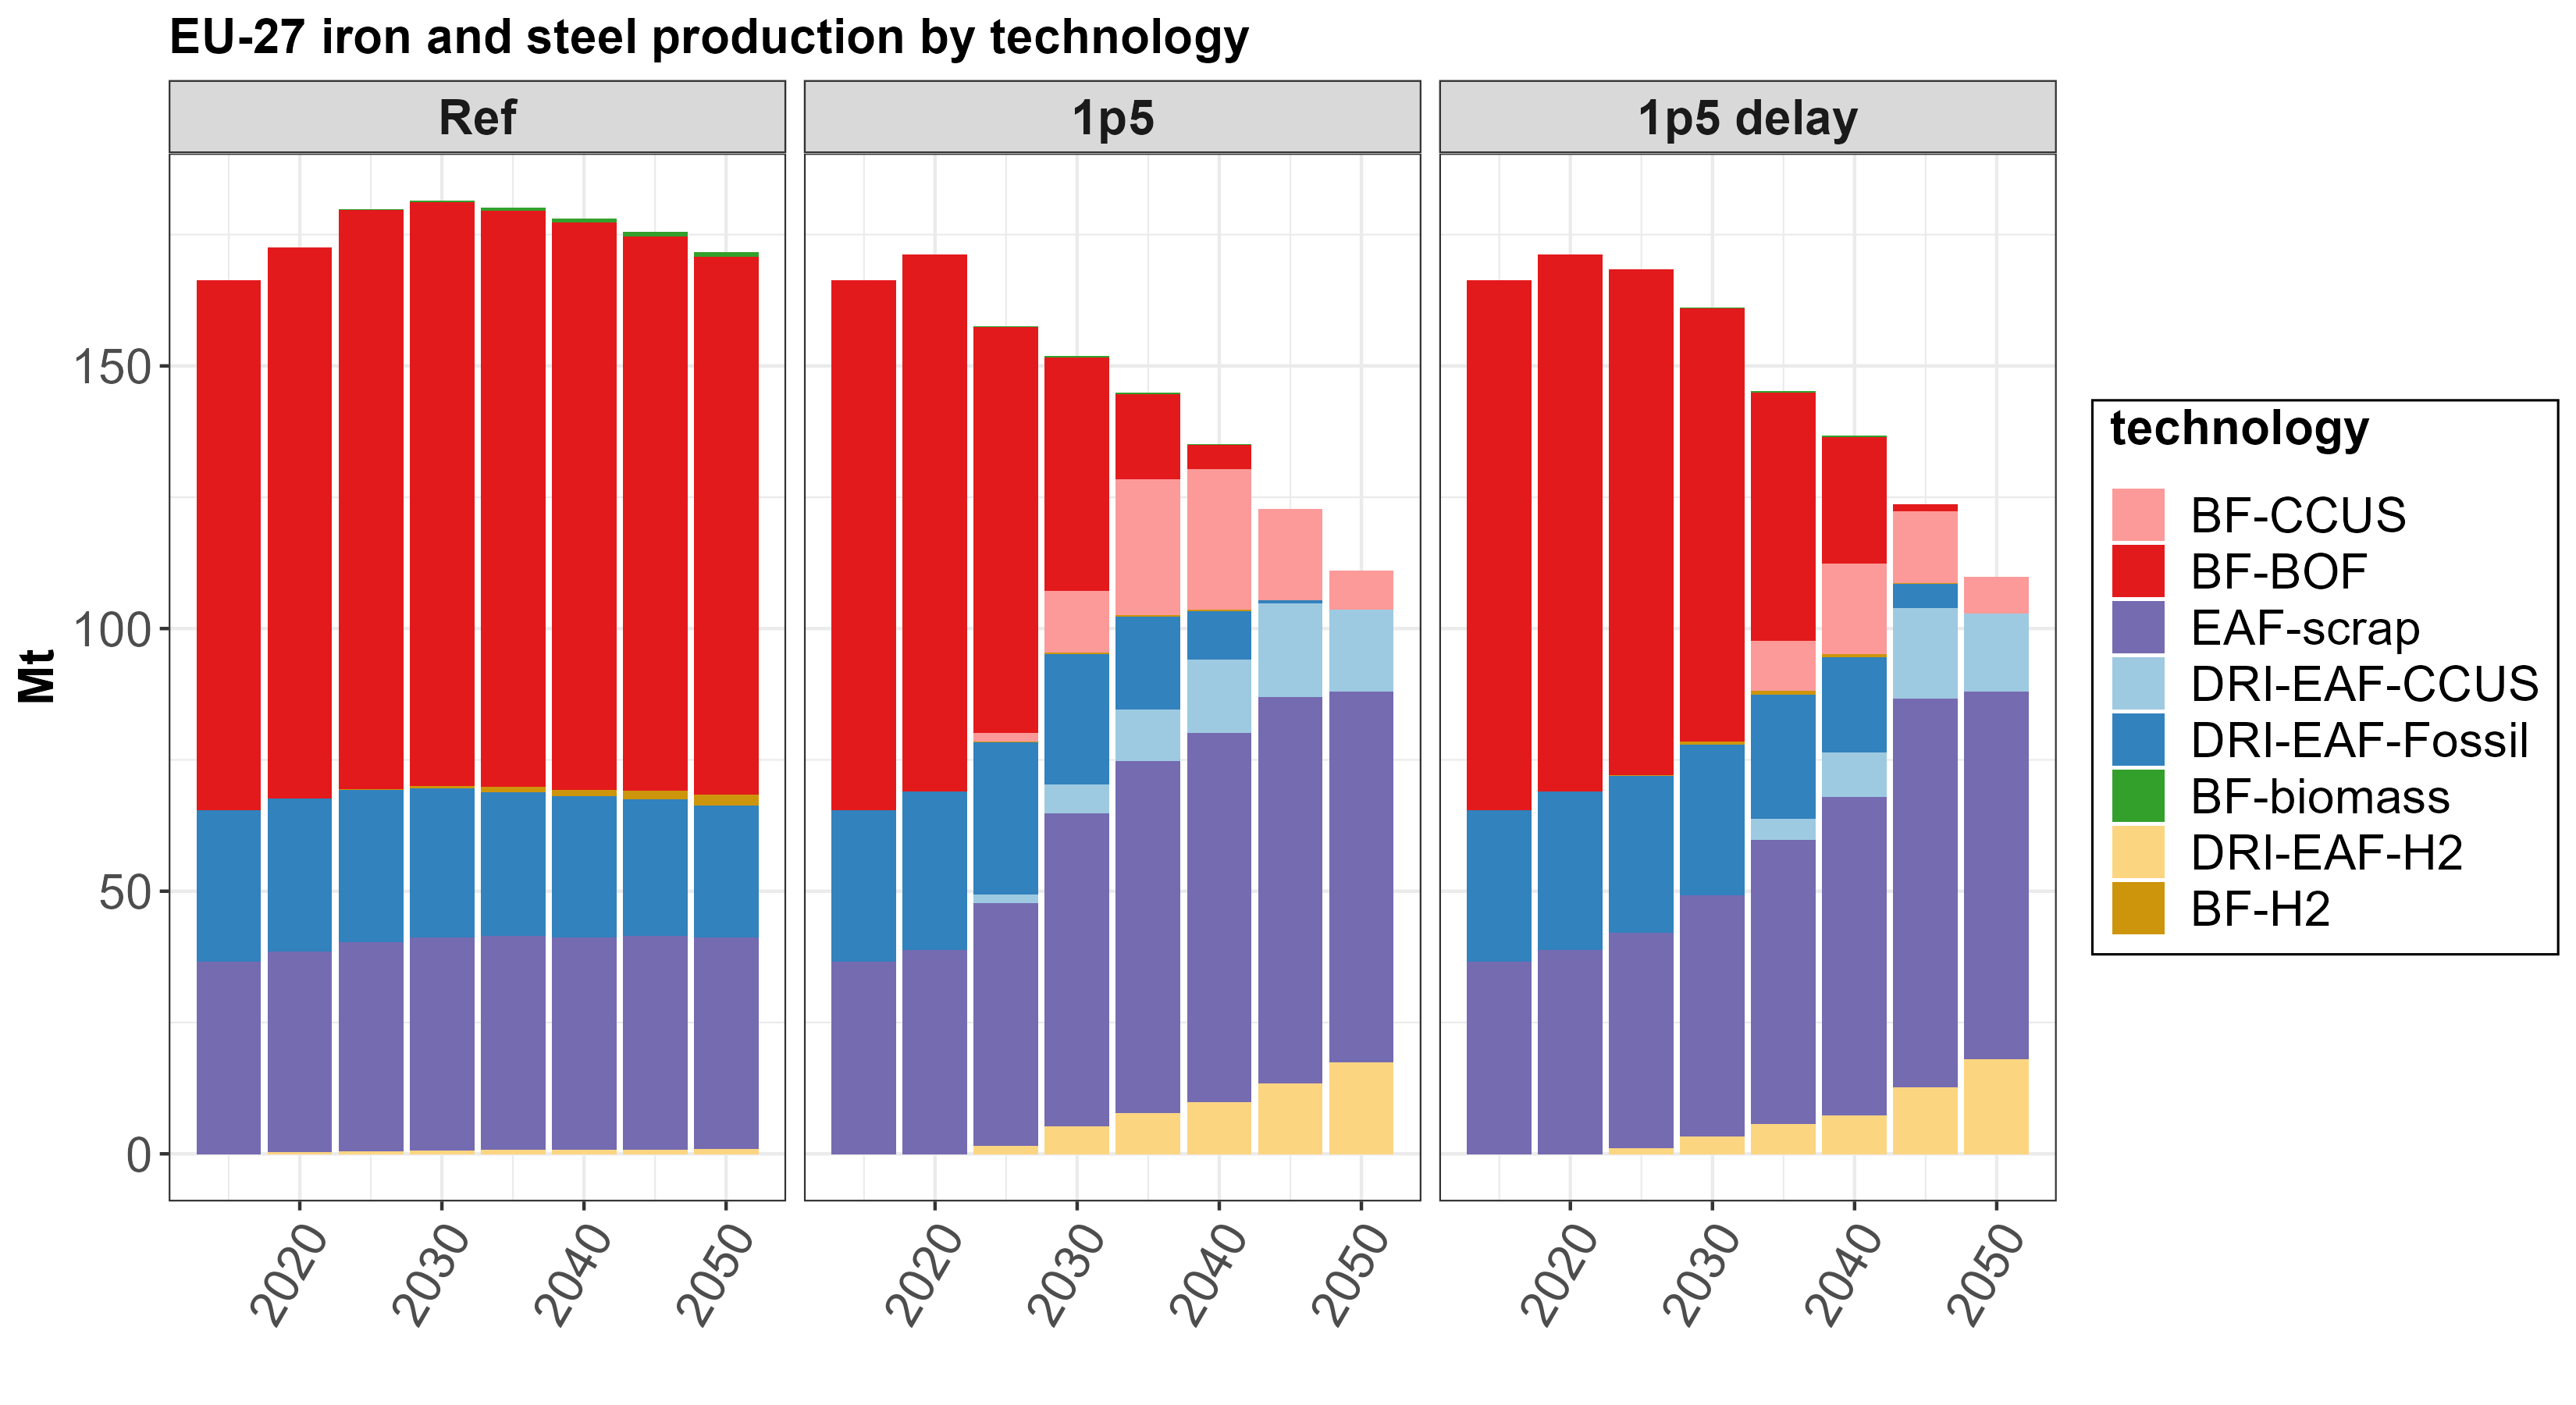 EU-27 iron and steel production by technology
Ref
1p5
1p5 delay
Mt
150
100
50
0
2020
2030
2040
2050
2020
2030
2040
2050
2020
2030
2040
2050
technology
BF-CCUS
BF-BOF
EAF-scrap
DRI-EAF-CCUS
DRI-EAF-Fossil
BF-biomass
DRI-EAF-H2
BF-H2